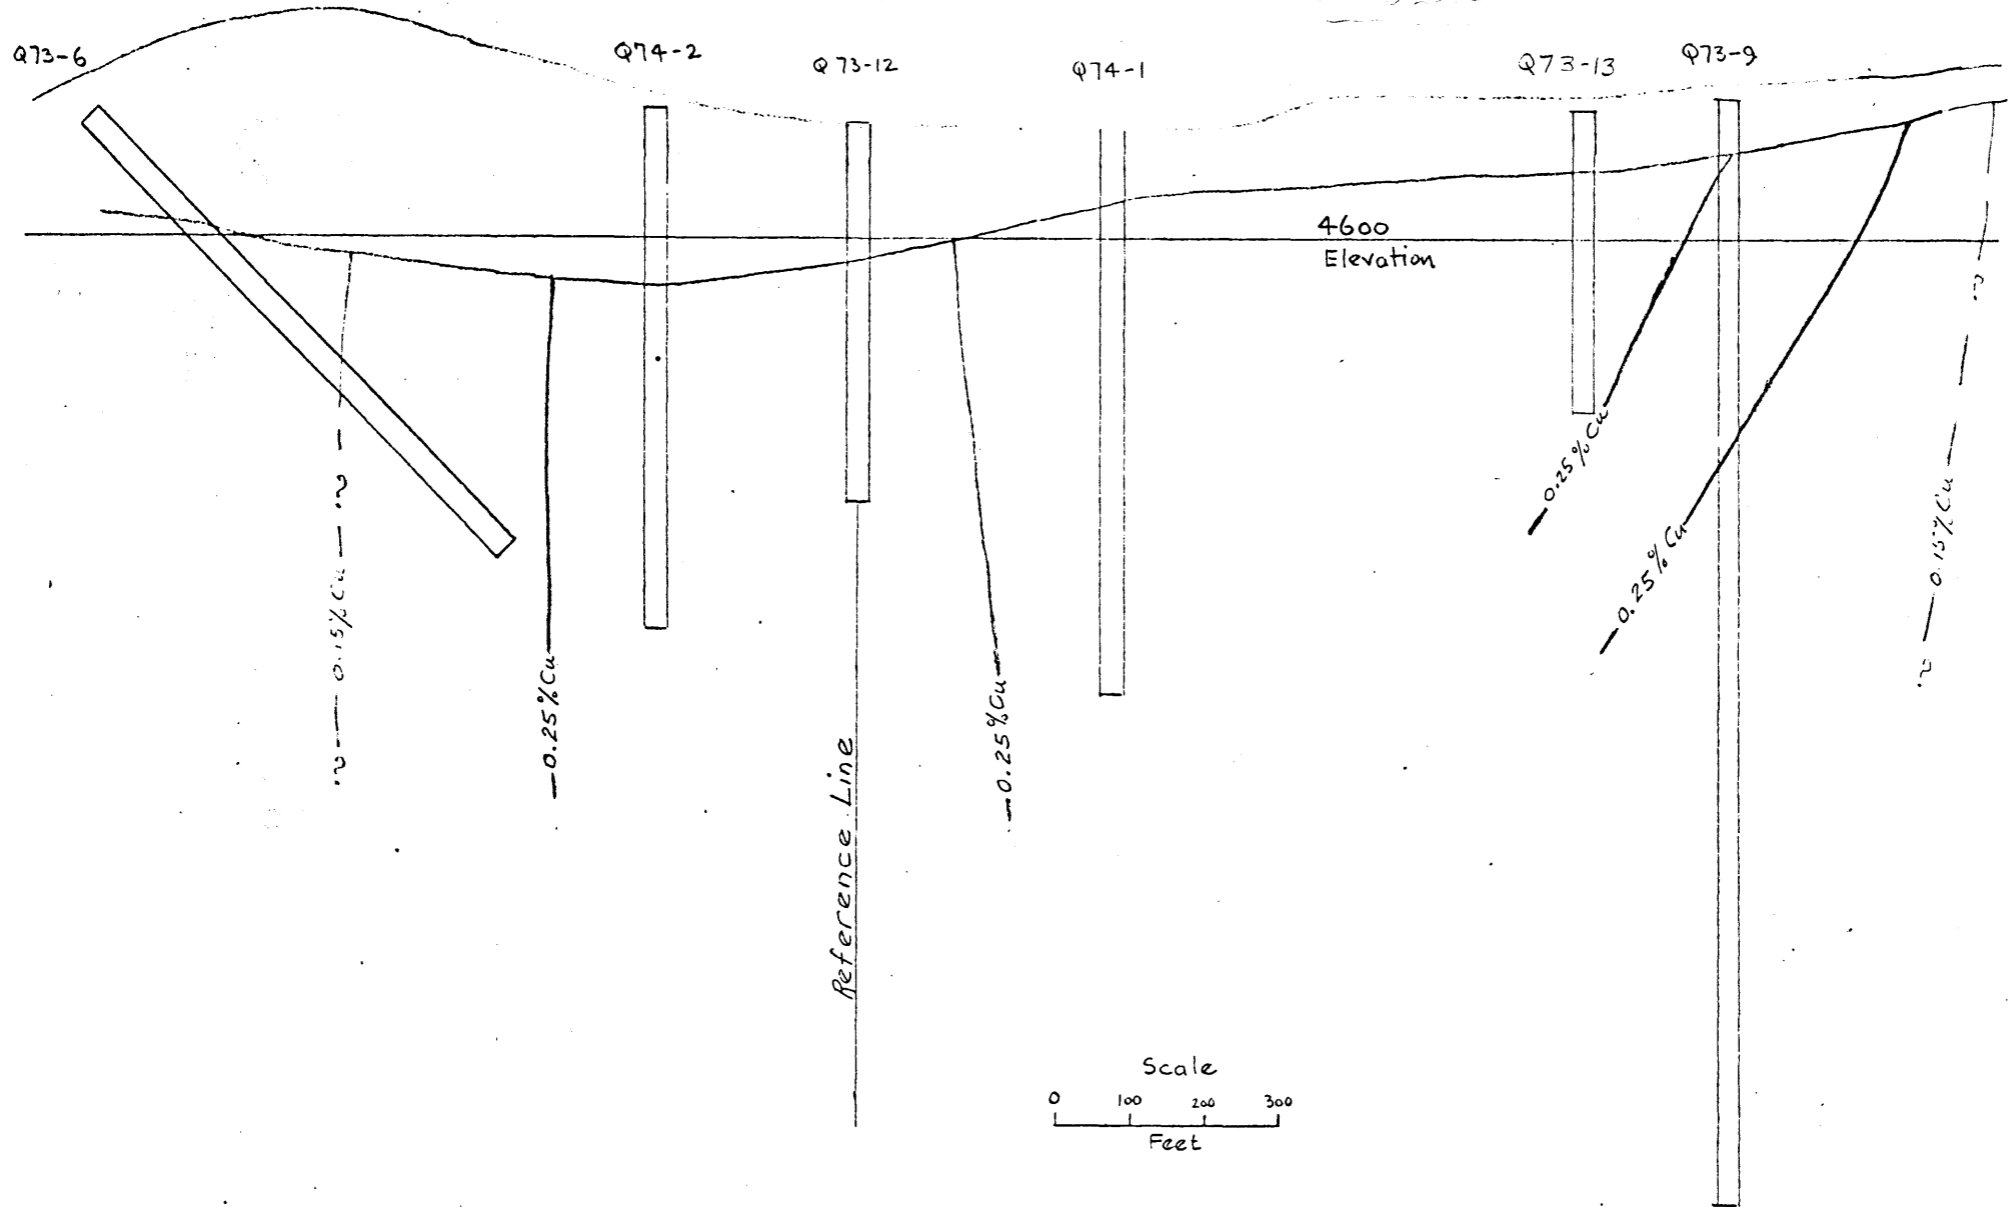 Q73-6
Q74-2
Q73-12
Q74-1
Q73-13
Q73-9
4600
Elevation
0.15% Cu
0.25% Cu
0.25% Cu
0.25% Cu
0.25% Cu
0.15% Cu
Reference Line
Scale
0 100 200 300
Feet